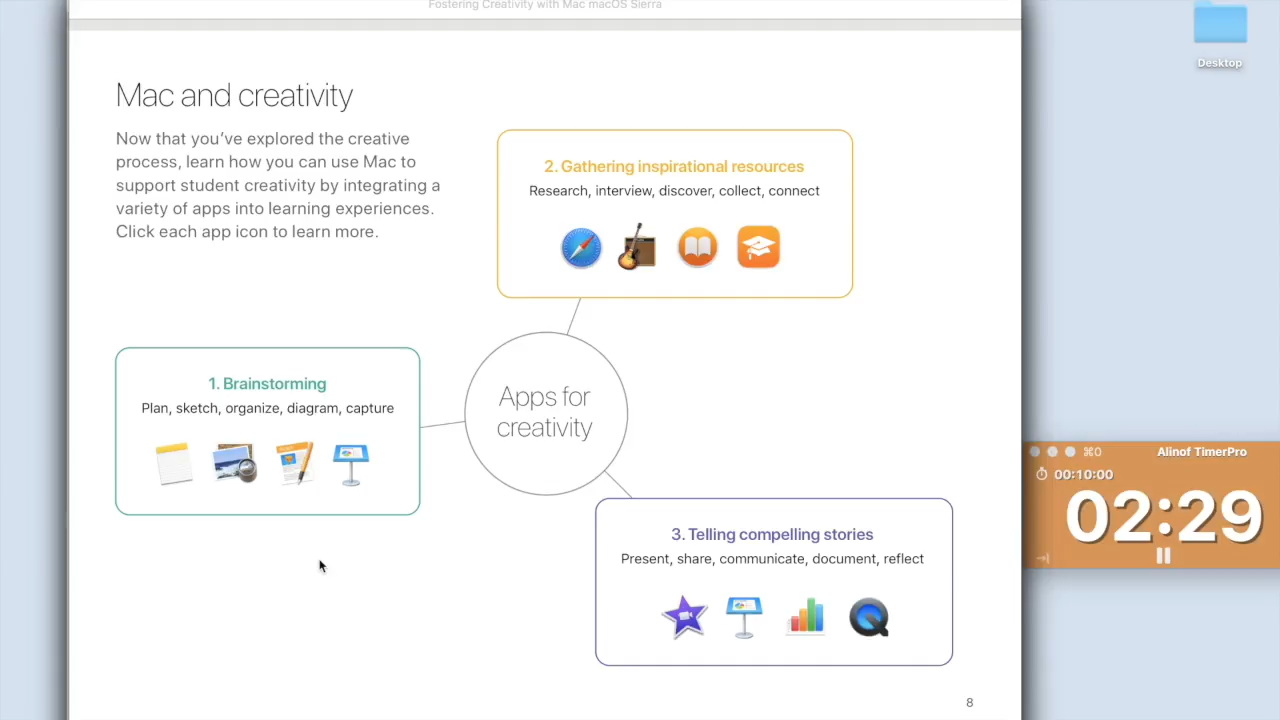 Fostering Creativity with Mac macOS Sierra
Mac and creativity
Now that you’ve explored the creative
process, learn how you can use Mac to
support student creativity by integrating a
variety of apps into learning experiences.
Click each app icon to learn more.
2. Gathering inspirational resources
Research, interview, discover, collect, connect
1. Brainstorming
Plan, sketch, organize, diagram, capture
Apps for
creativity
3. Telling compelling stories
Present, share, communicate, document, reflect
8
Desktop
⌘0
Alinof TimerPro
00:10:00
02:29